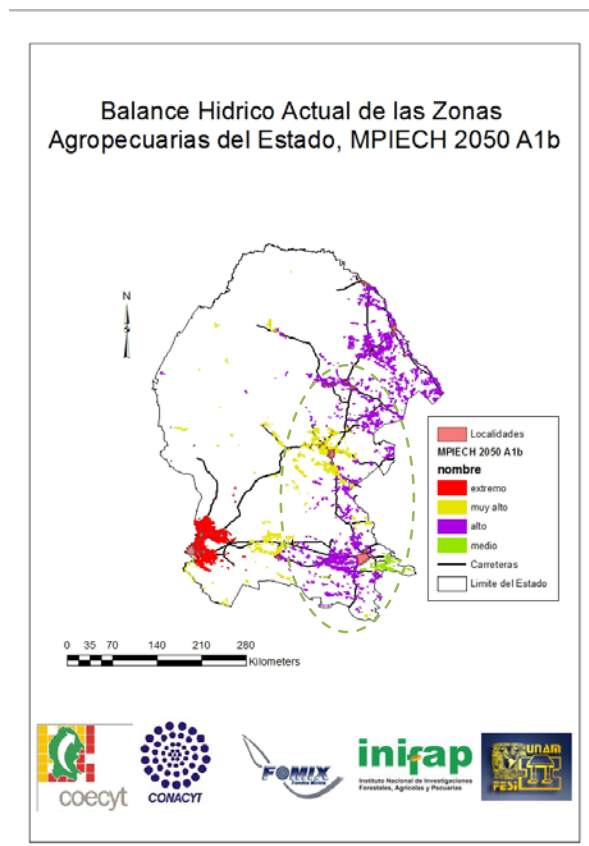 Balance Hidrico Actual de las Zonas
Agropecuarias del Estado, MPIECH 2050 A1b
N
Localidades
MPIECH 2050 A1b
nombre
extremo
muy alto
alto
medio
Carreteras
Limite del Estado
0 35 70 140 210 280
Kilometers
coecyt
CONACYT
FOMIX
inifap
Instituto Nacional de Investigaciones
Forestales, Agrícolas y Pecuarias
UNAM
FESI